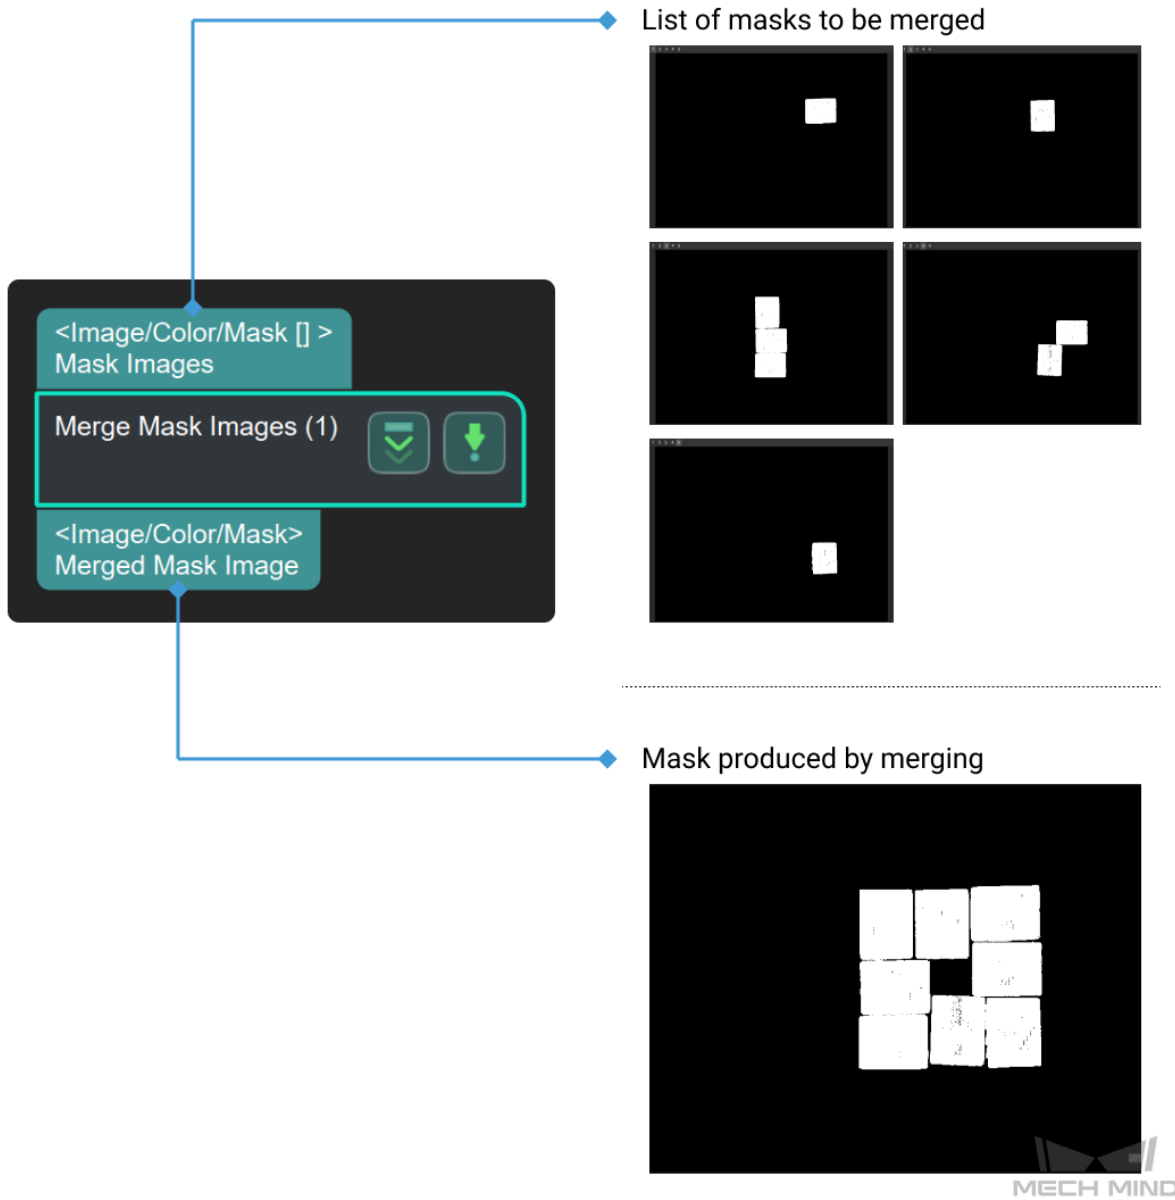 List of masks to be merged
<Image/Color/Mask [] >
Mask Images
Merge Mask Images (1)
<Image/Color/Mask>
Merged Mask Image
Mask produced by merging
MECH MIND